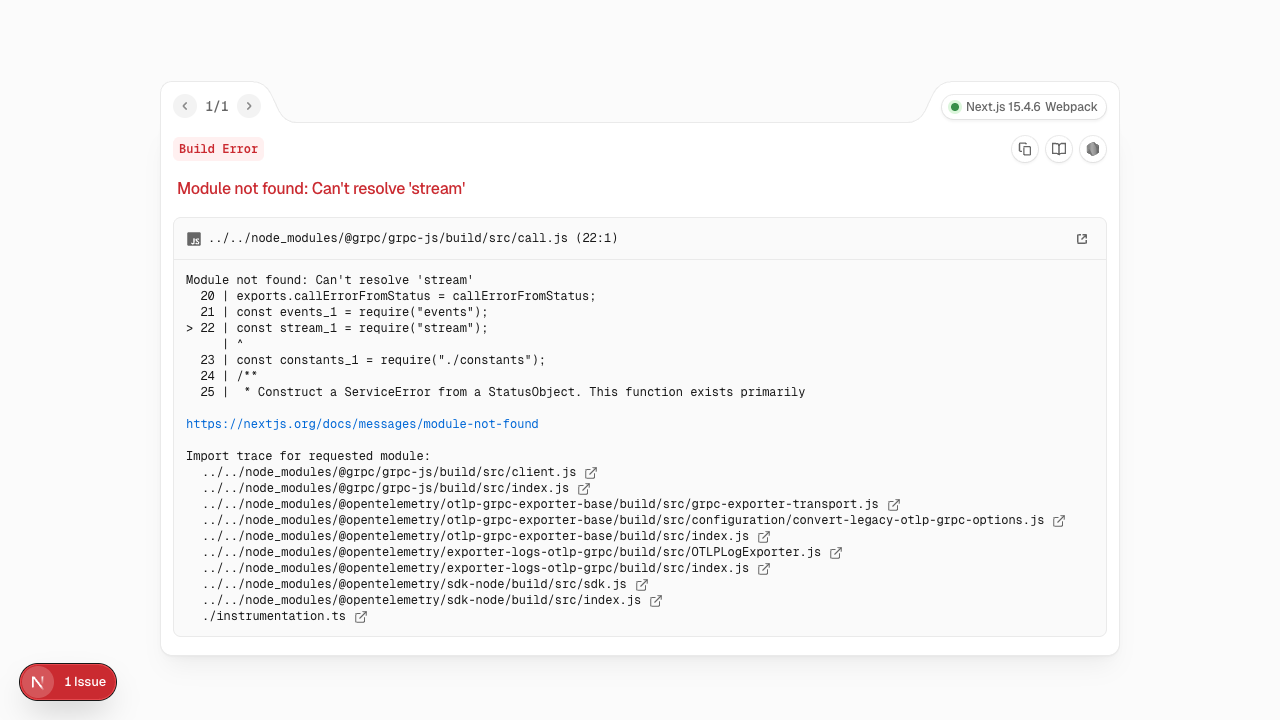 1/1
Next.js 15.4.6 Webpack
Build Error
Module not found: Can't resolve 'stream'
JS ../../node_modules/@grpc/grpc-js/build/src/call.js (22:1)
Module not found: Can't resolve 'stream'
  20 | exports.callErrorFromStatus = callErrorFromStatus;
  21 | const events_1 = require("events");
> 22 | const stream_1 = require("stream");
     | ^
  23 | const constants_1 = require("./constants");
  24 | /**
  25 |  * Construct a ServiceError from a StatusObject. This function exists primarily
https://nextjs.org/docs/messages/module-not-found
Import trace for requested module:
../../node_modules/@grpc/grpc-js/build/src/client.js
../../node_modules/@grpc/grpc-js/build/src/index.js
../../node_modules/@opentelemetry/otlp-grpc-exporter-base/build/src/grpc-exporter-transport.js
../../node_modules/@opentelemetry/otlp-grpc-exporter-base/build/src/configuration/convert-legacy-otlp-grpc-options.js
../../node_modules/@opentelemetry/otlp-grpc-exporter-base/build/src/index.js
../../node_modules/@opentelemetry/exporter-logs-otlp-grpc/build/src/OTLPLogExporter.js
../../node_modules/@opentelemetry/exporter-logs-otlp-grpc/build/src/index.js
../../node_modules/@opentelemetry/sdk-node/build/src/sdk.js
../../node_modules/@opentelemetry/sdk-node/build/src/index.js
./instrumentation.ts
N 1 Issue